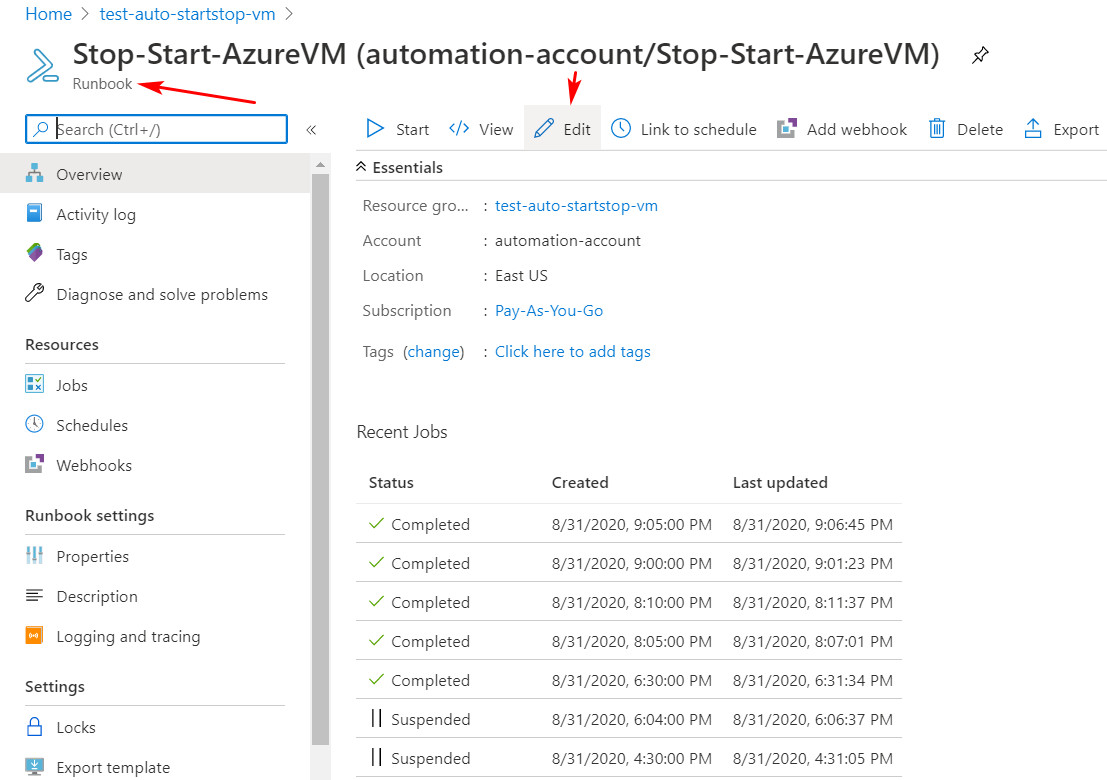 Home > test-auto-startstop-vm >
Stop-Start-AzureVM (automation-account/Stop-Start-AzureVM)
Runbook
Search (Ctrl+/)
«
Start
View
Edit
Link to schedule
Add webhook
Delete
Export
Overview
Activity log
Tags
Diagnose and solve problems
Resources
Jobs
Schedules
Webhooks
Runbook settings
Properties
Description
Logging and tracing
Settings
Locks
Export template
Essentials
Resource gro... : test-auto-startstop-vm
Account : automation-account
Location : East US
Subscription : Pay-As-You-Go
Tags (change) : Click here to add tags
Recent Jobs
Status Created Last updated
Completed 8/31/2020, 9:05:00 PM 8/31/2020, 9:06:45 PM
Completed 8/31/2020, 9:00:00 PM 8/31/2020, 9:01:23 PM
Completed 8/31/2020, 8:10:00 PM 8/31/2020, 8:11:37 PM
Completed 8/31/2020, 8:05:00 PM 8/31/2020, 8:07:01 PM
Completed 8/31/2020, 6:30:00 PM 8/31/2020, 6:31:34 PM
Suspended 8/31/2020, 6:04:00 PM 8/31/2020, 6:06:37 PM
Suspended 8/31/2020, 4:30:00 PM 8/31/2020, 4:31:05 PM